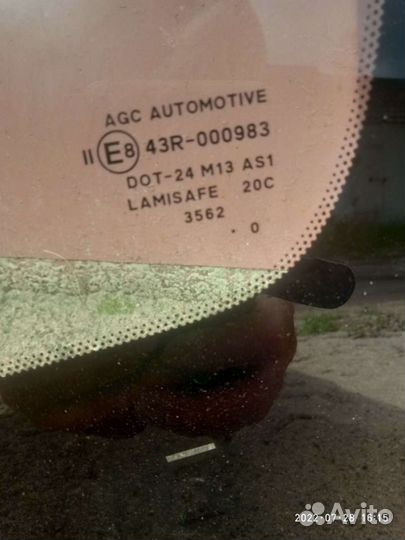 AGC AUTOMOTIVE
II E8 43R-000983
DOT-24 M13 AS1
LAMISAFE 20C
3562
. 0
2022-07-28 16:15
Avito